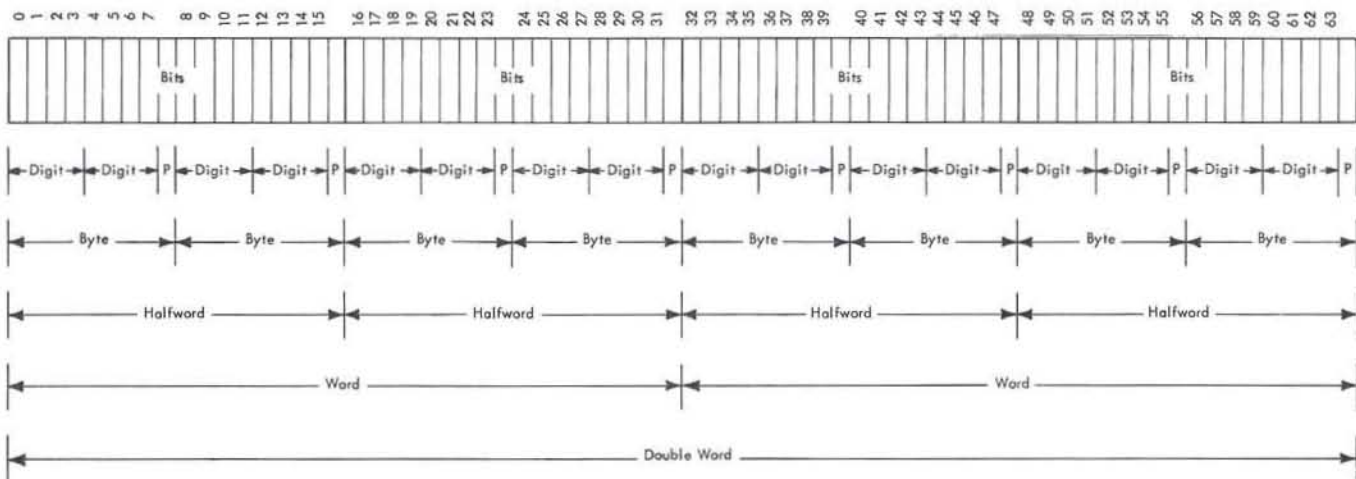 0 1 2 3 4 5 6 7 8 9 10 11 12 13 14 15 16 17 18 19 20 21 22 23 24 25 26 27 28 29 30 31 32 33 34 35 36 37 38 39 40 41 42 43 44 45 46 47 48 49 50 51 52 53 54 55 56 57 58 59 60 61 62 63
Bits Bits Bits Bits
Digit Digit P Digit Digit P Digit Digit P Digit Digit P Digit Digit P Digit Digit P Digit Digit P Digit Digit P
Byte Byte Byte Byte Byte Byte Byte Byte
Halfword Halfword Halfword Halfword
Word Word
Double Word